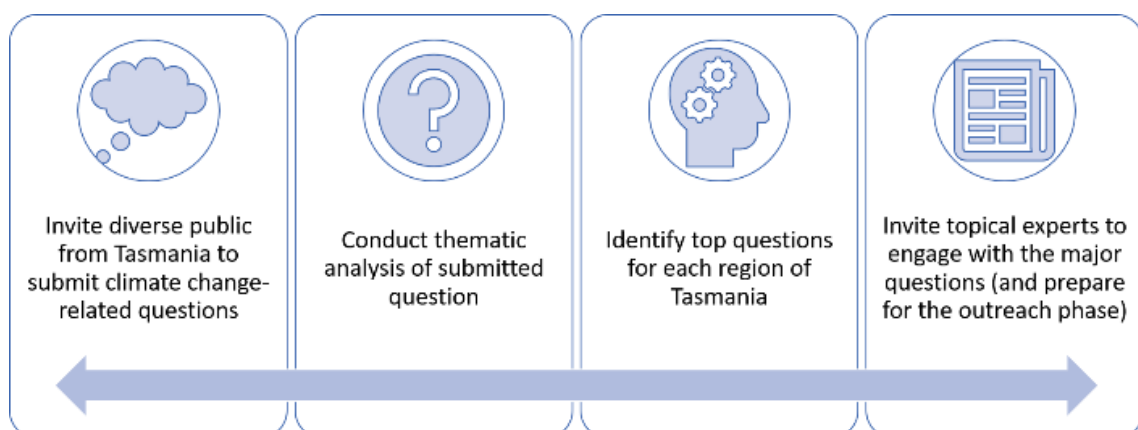 Invite diverse public
from Tasmania to
submit climate change-
related questions
Conduct thematic
analysis of submitted
question
Identify top questions
for each region of
Tasmania
Invite topical experts to
engage with the major
questions (and prepare
for the outreach phase)